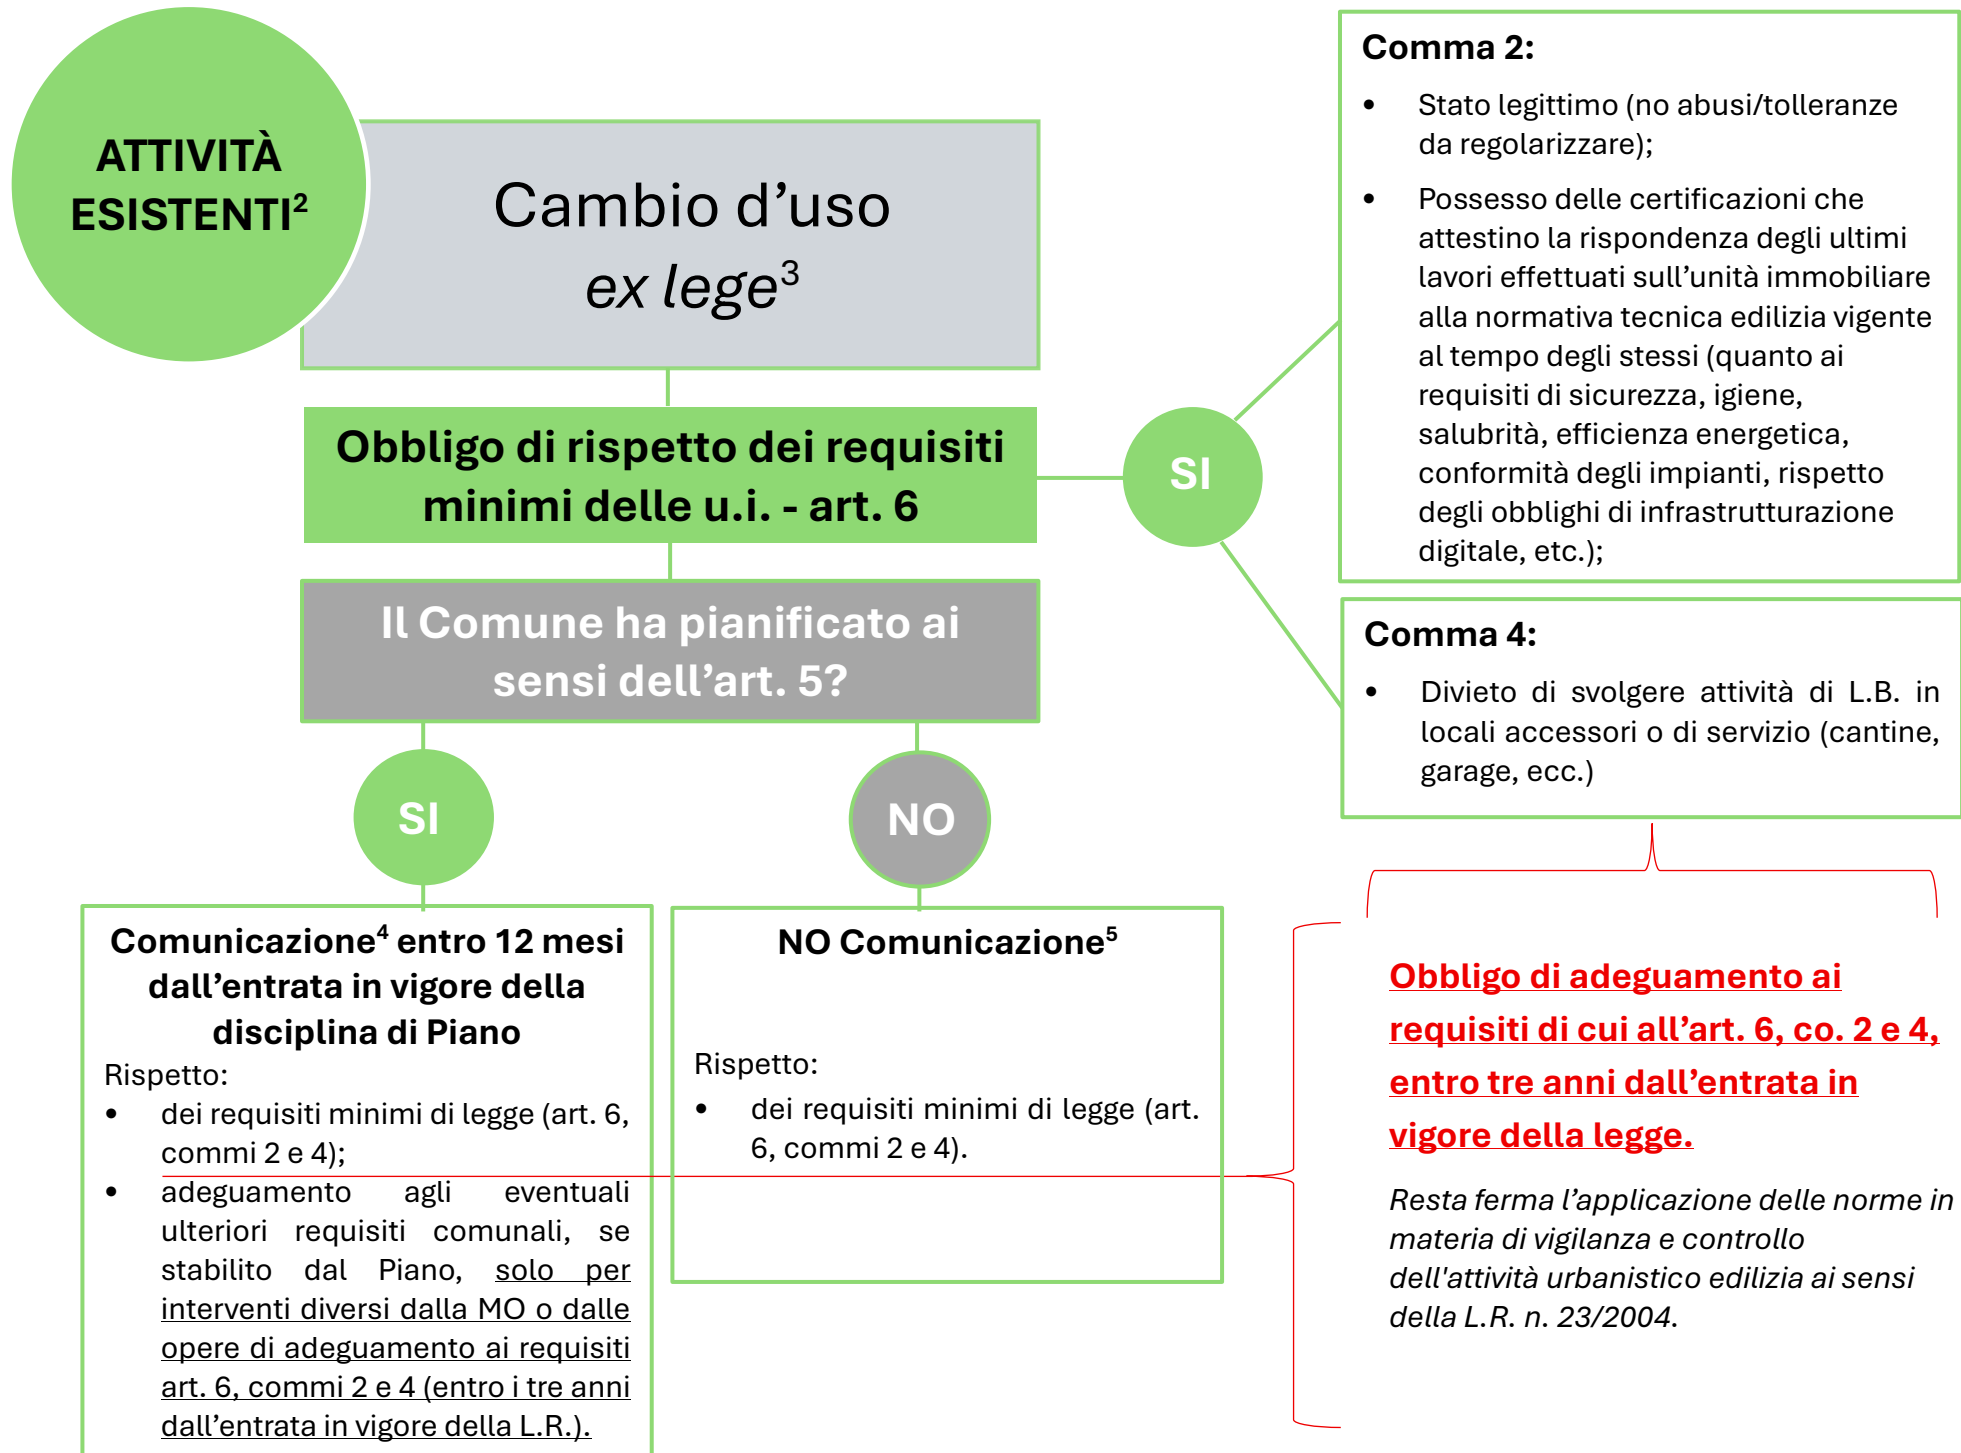 ATTIVITÀ
ESISTENTI²
Cambio d’uso
ex lege³
Obbligo di rispetto dei requisiti
minimi delle u.i. - art. 6
SI
Comma 2:
• Stato legittimo (no abusi/tolleranze
da regolarizzare);
• Possesso delle certificazioni che
attestino la rispondenza degli ultimi
lavori effettuati sull’unità immobiliare
alla normativa tecnica edilizia vigente
al tempo degli stessi (quanto ai
requisiti di sicurezza, igiene,
salubrità, efficienza energetica,
conformità degli impianti, rispetto
degli obblighi di infrastrutturazione
digitale, etc.);
Comma 4:
• Divieto di svolgere attività di L.B. in
locali accessori o di servizio (cantine,
garage, ecc.)
Il Comune ha pianificato ai
sensi dell’art. 5?
SI
NO
Comunicazione⁴ entro 12 mesi
dall’entrata in vigore della
disciplina di Piano
Rispetto:
• dei requisiti minimi di legge (art. 6,
commi 2 e 4);
• adeguamento agli eventuali
ulteriori requisiti comunali, se
stabilito dal Piano, solo per
interventi diversi dalla MO o dalle
opere di adeguamento ai requisiti
art. 6, commi 2 e 4 (entro i tre anni
dall’entrata in vigore della L.R.).
NO Comunicazione⁵
Rispetto:
• dei requisiti minimi di legge (art.
6, commi 2 e 4).
Obbligo di adeguamento ai
requisiti di cui all’art. 6, co. 2 e 4,
entro tre anni dall’entrata in
vigore della legge.
Resta ferma l’applicazione delle norme in
materia di vigilanza e controllo
dell'attività urbanistico edilizia ai sensi
della L.R. n. 23/2004.